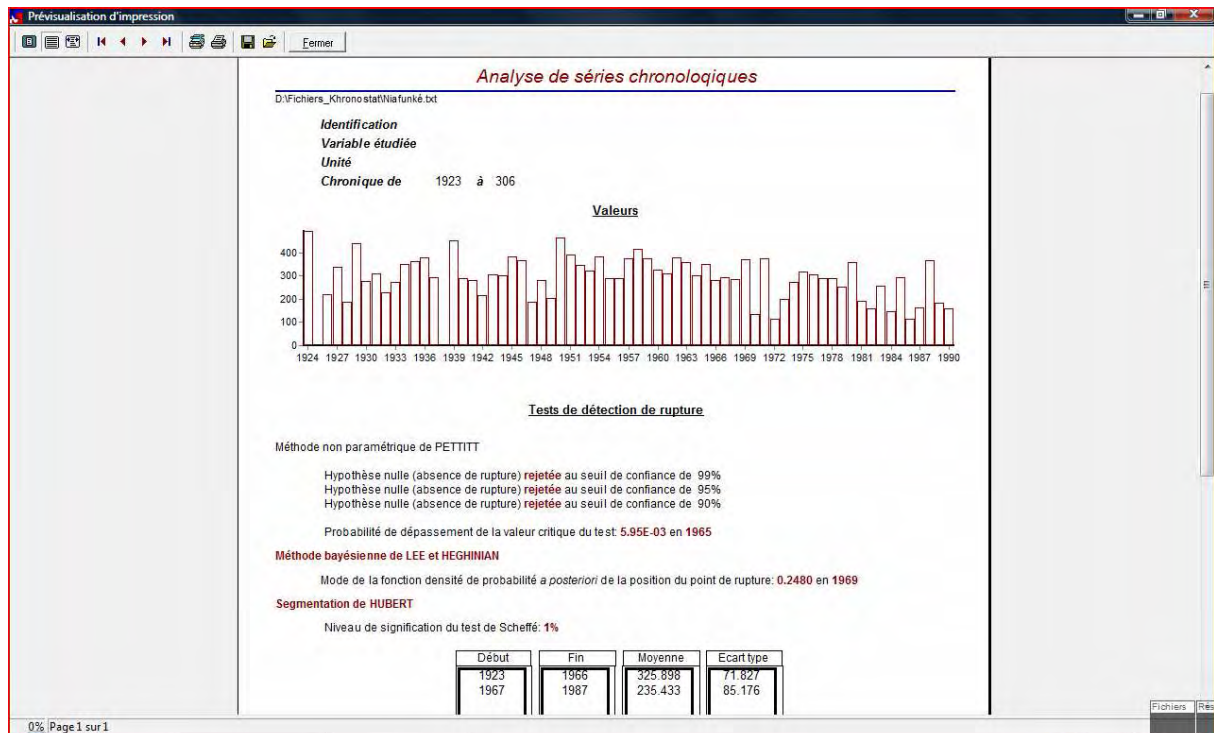 Prévisualisation d'impression
Fermer
Analyse de séries chronologiques
D:\Fichiers_Khronostat\Niafunké.txt
Identification
Variable étudiée
Unité
Chronique de 1923 à 306
Valeurs
400
300
200
100
0
1924 1927 1930 1933 1936 1939 1942 1945 1948 1951 1954 1957 1960 1963 1966 1969 1972 1975 1978 1981 1984 1987 1990
Tests de détection de rupture
Méthode non paramétrique de PETTITT
Hypothèse nulle (absence de rupture) rejetée au seuil de confiance de 99%
Hypothèse nulle (absence de rupture) rejetée au seuil de confiance de 95%
Hypothèse nulle (absence de rupture) rejetée au seuil de confiance de 90%
Probabilité de dépassement de la valeur critique du test: 5.95E-03 en 1965
Méthode bayésienne de LEE et HEGHINIAN
Mode de la fonction densité de probabilité a posteriori de la position du point de rupture: 0.2480 en 1969
Segmentation de HUBERT
Niveau de signification du test de Scheffé: 1%
Début Fin Moyenne Ecart type
1923 1966 325.898 71.827
1967 1987 235.433 85.176
Fichiers Rés
0% Page 1 sur 1